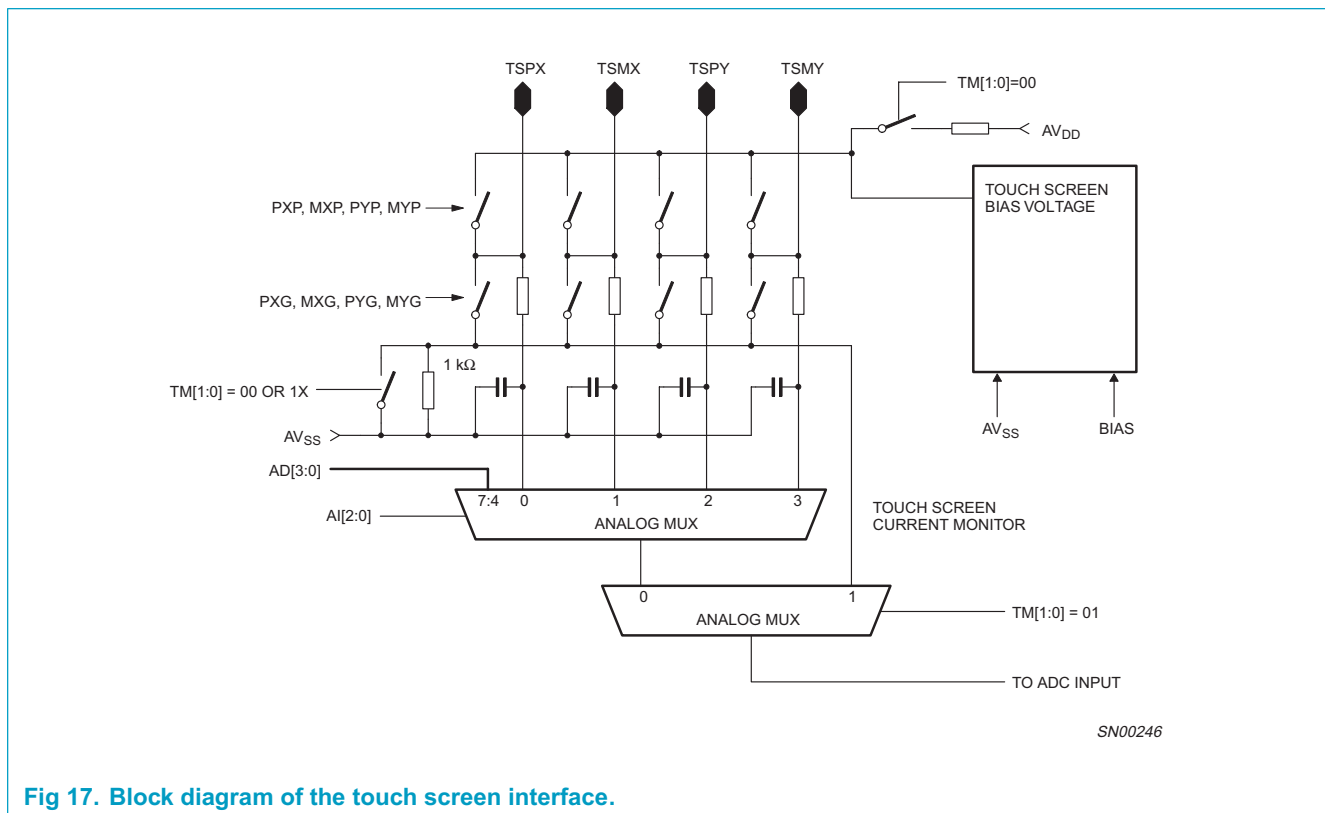 TSPX TSMX TSPY TSMY
TM[1:0]=00
AVDD
TOUCH SCREEN
BIAS VOLTAGE
PXP, MXP, PYP, MYP
PXG, MXG, PYG, MYG
1 kΩ
TM[1:0] = 00 OR 1X
AVSS
AVSS BIAS
AD[3:0]
7:4 0 1 2 3
AI[2:0]
ANALOG MUX
TOUCH SCREEN
CURRENT MONITOR
0 1
ANALOG MUX
TM[1:0] = 01
TO ADC INPUT
SN00246
Fig 17. Block diagram of the touch screen interface.